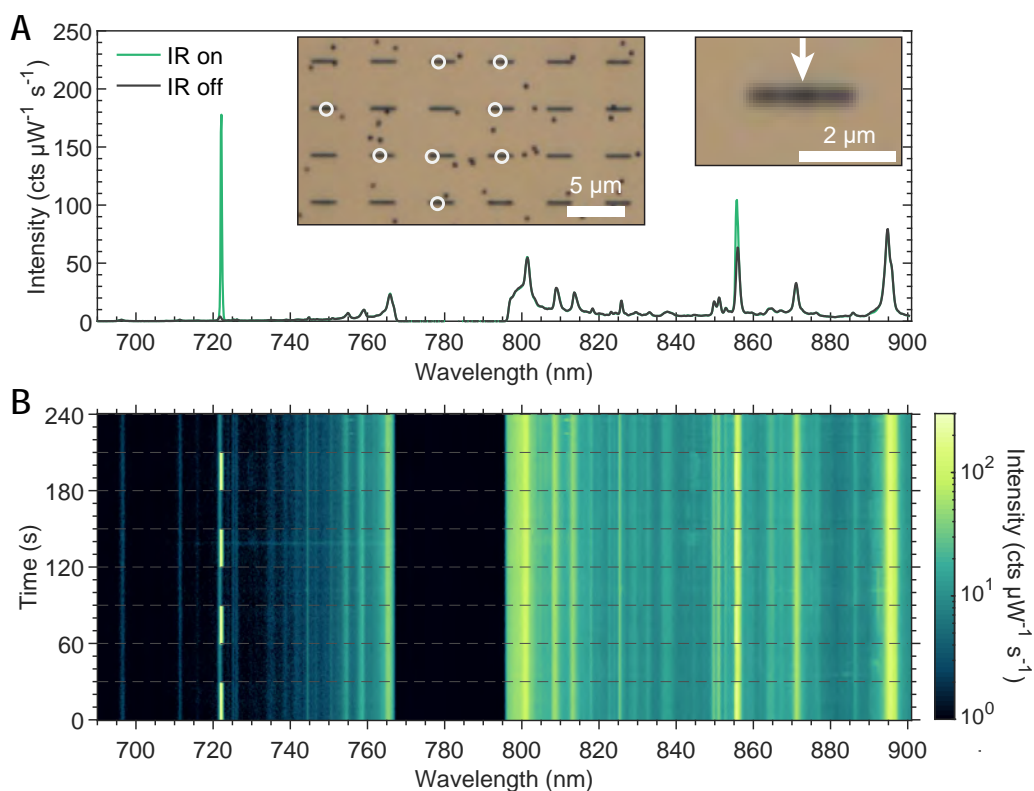 A
250
200
150
100
50
0
Intensity (cts µW⁻¹ s⁻¹)
IR on
IR off
5 µm
2 µm
700 720 740 760 780 800 820 840 860 880 900
Wavelength (nm)
B
240
180
120
60
0
Time (s)
700 720 740 760 780 800 820 840 860 880 900
Wavelength (nm)
10²
10¹
10⁰
Intensity (cts µW⁻¹ s⁻¹)